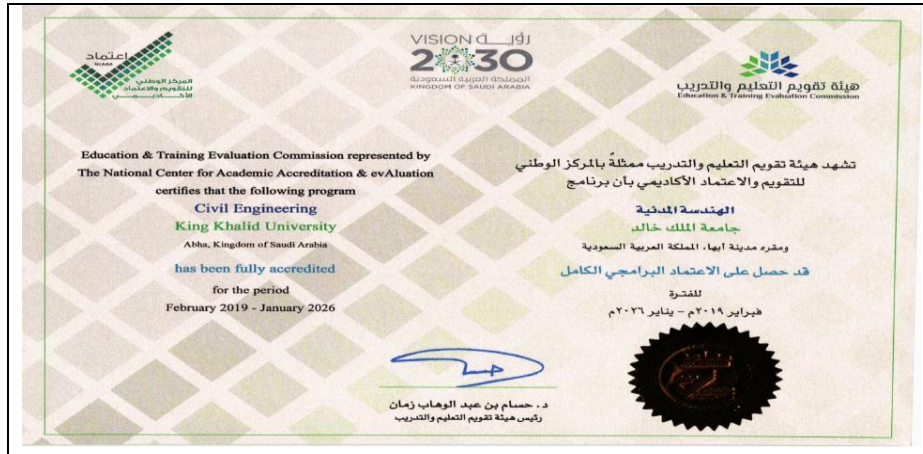 اعتماد
NCAAA
المركز الوطني
للتقويم والاعتماد
الأكـاديـمـــي
VISION رؤيـــة
2030
المملكة العربية السعودية
KINGDOM OF SAUDI ARABIA
هيئة تقويم التعليم والتدريب
Education & Training Evaluation Commission
Education & Training Evaluation Commission represented by
The National Center for Academic Accreditation & evAluation
certifies that the following program
Civil Engineering
King Khalid University
Abha, Kingdom of Saudi Arabia
has been fully accredited
for the period
February 2019 - January 2026
تشهد هيئة تقويم التعليم والتدريب ممثلةً بالمركز الوطني
للتقويم والاعتماد الأكاديمي بأن برنامج
الهندسة المدنية
جامعة الملك خالد
ومقره مدينة أبها، المملكة العربية السعودية
قد حصل على الاعتماد البرامجي الكامل
للفتـرة
فبراير ٢٠١٩م – يناير ٢٠٢٦م
د. حسام بن عبد الوهاب زمان
رئيس هيئة تقويم التعليم والتدريب